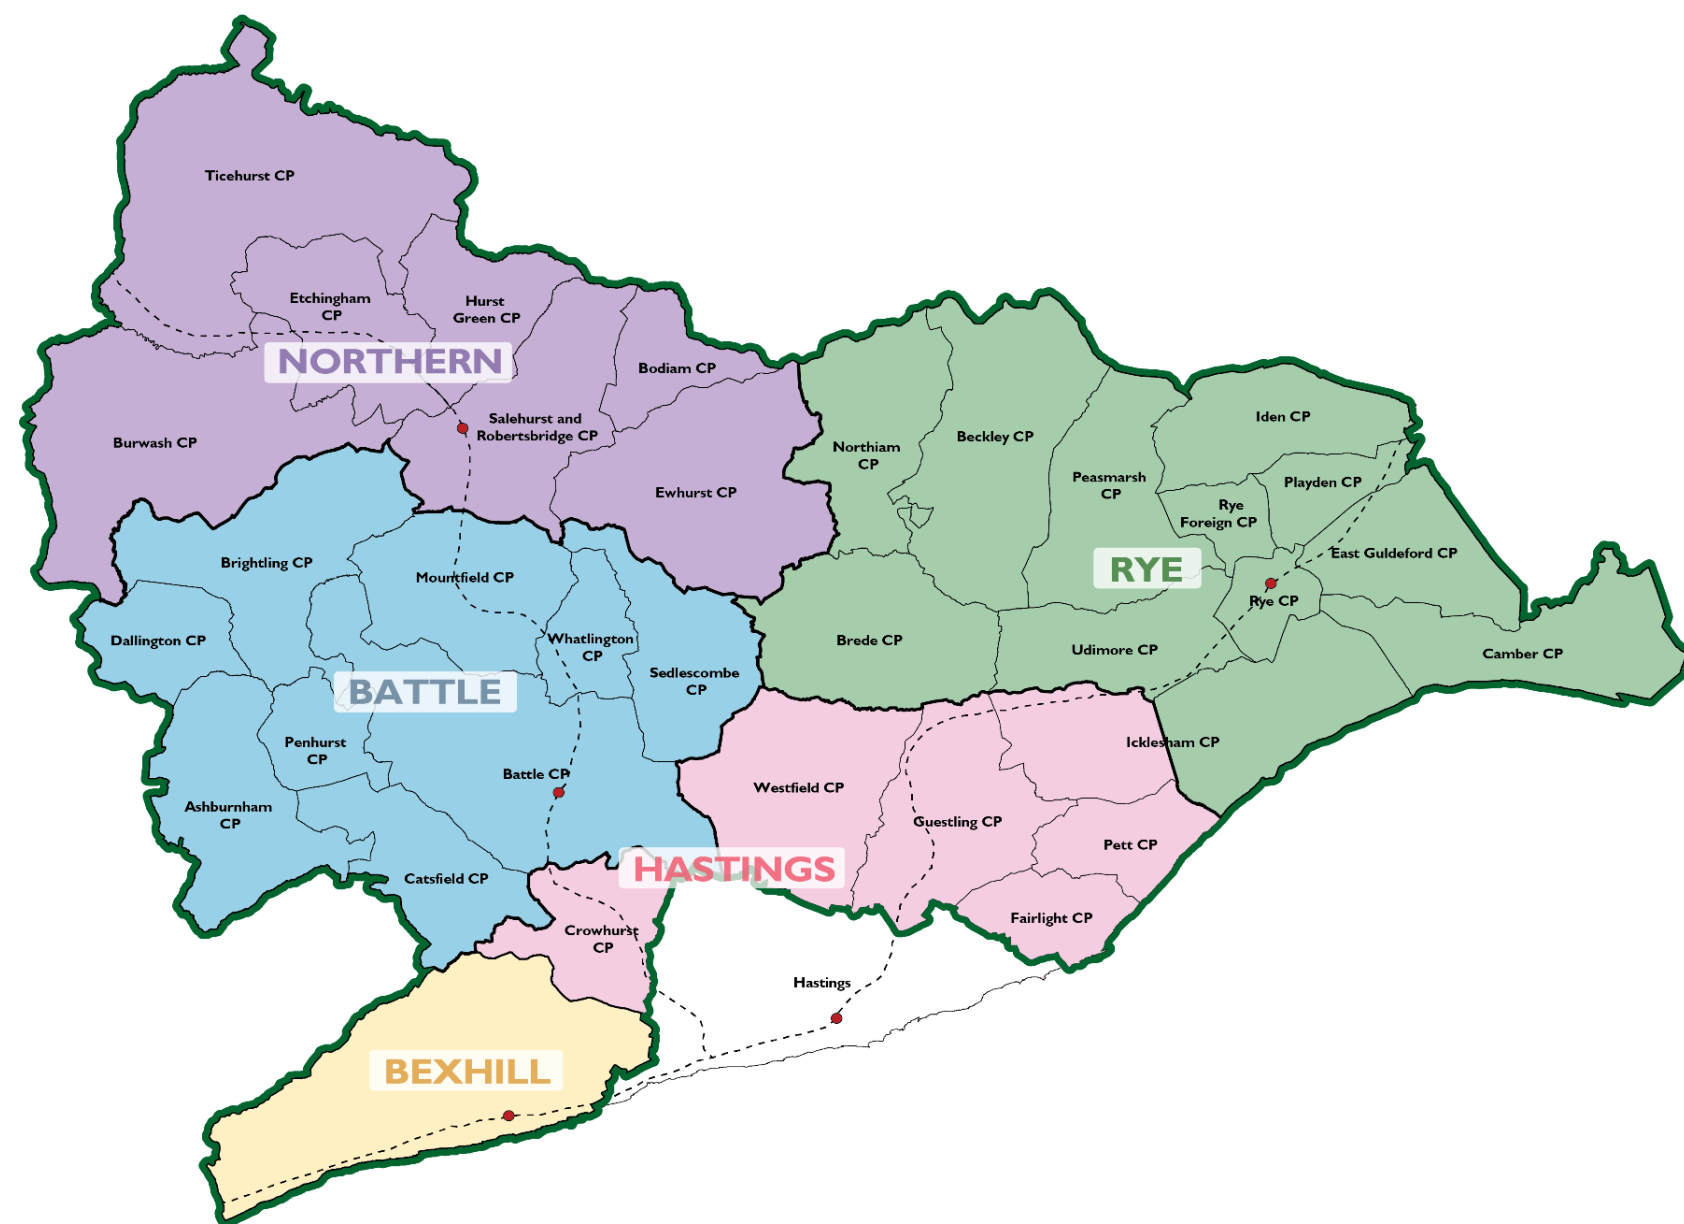 Ticehurst CP
Etchingham
CP
Hurst
Green CP
NORTHERN
Bodiam CP
Burwash CP
Salehurst and
Robertsbridge CP
Ewhurst CP
Northiam
CP
Beckley CP
Iden CP
Peasmarsh
CP
Playden CP
Rye
Foreign CP
East Guldeford CP
RYE
Rye CP
Brede CP
Udimore CP
Camber CP
Brightling CP
Mountfield CP
Dallington CP
Whatlington
CP
Sedlescombe
CP
BATTLE
Penhurst
CP
Battle CP
Ashburnham
CP
Catsfield CP
Icklesham CP
Westfield CP
Guestling CP
Pett CP
HASTINGS
Fairlight CP
Crowhurst
CP
Hastings
BEXHILL